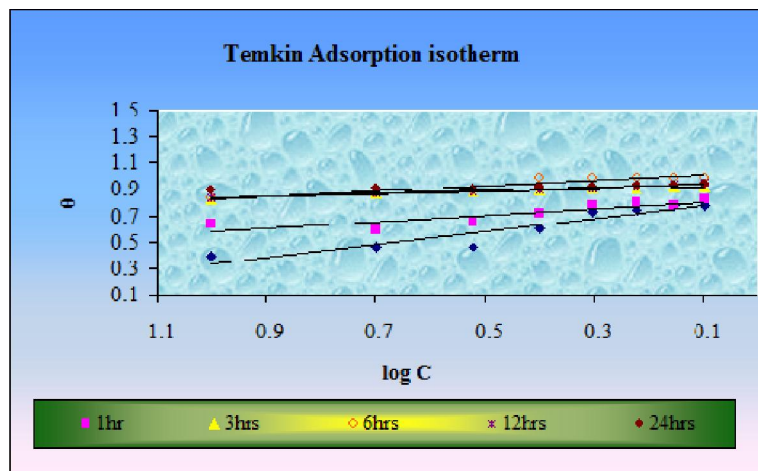 Temkin Adsorption isotherm
1.5
1.3
1.1
0.9
0.7
0.5
0.3
0.1
θ
1.1 0.9 0.7 0.5 0.3 0.1
log C
1hr 3hrs 6hrs 12hrs 24hrs